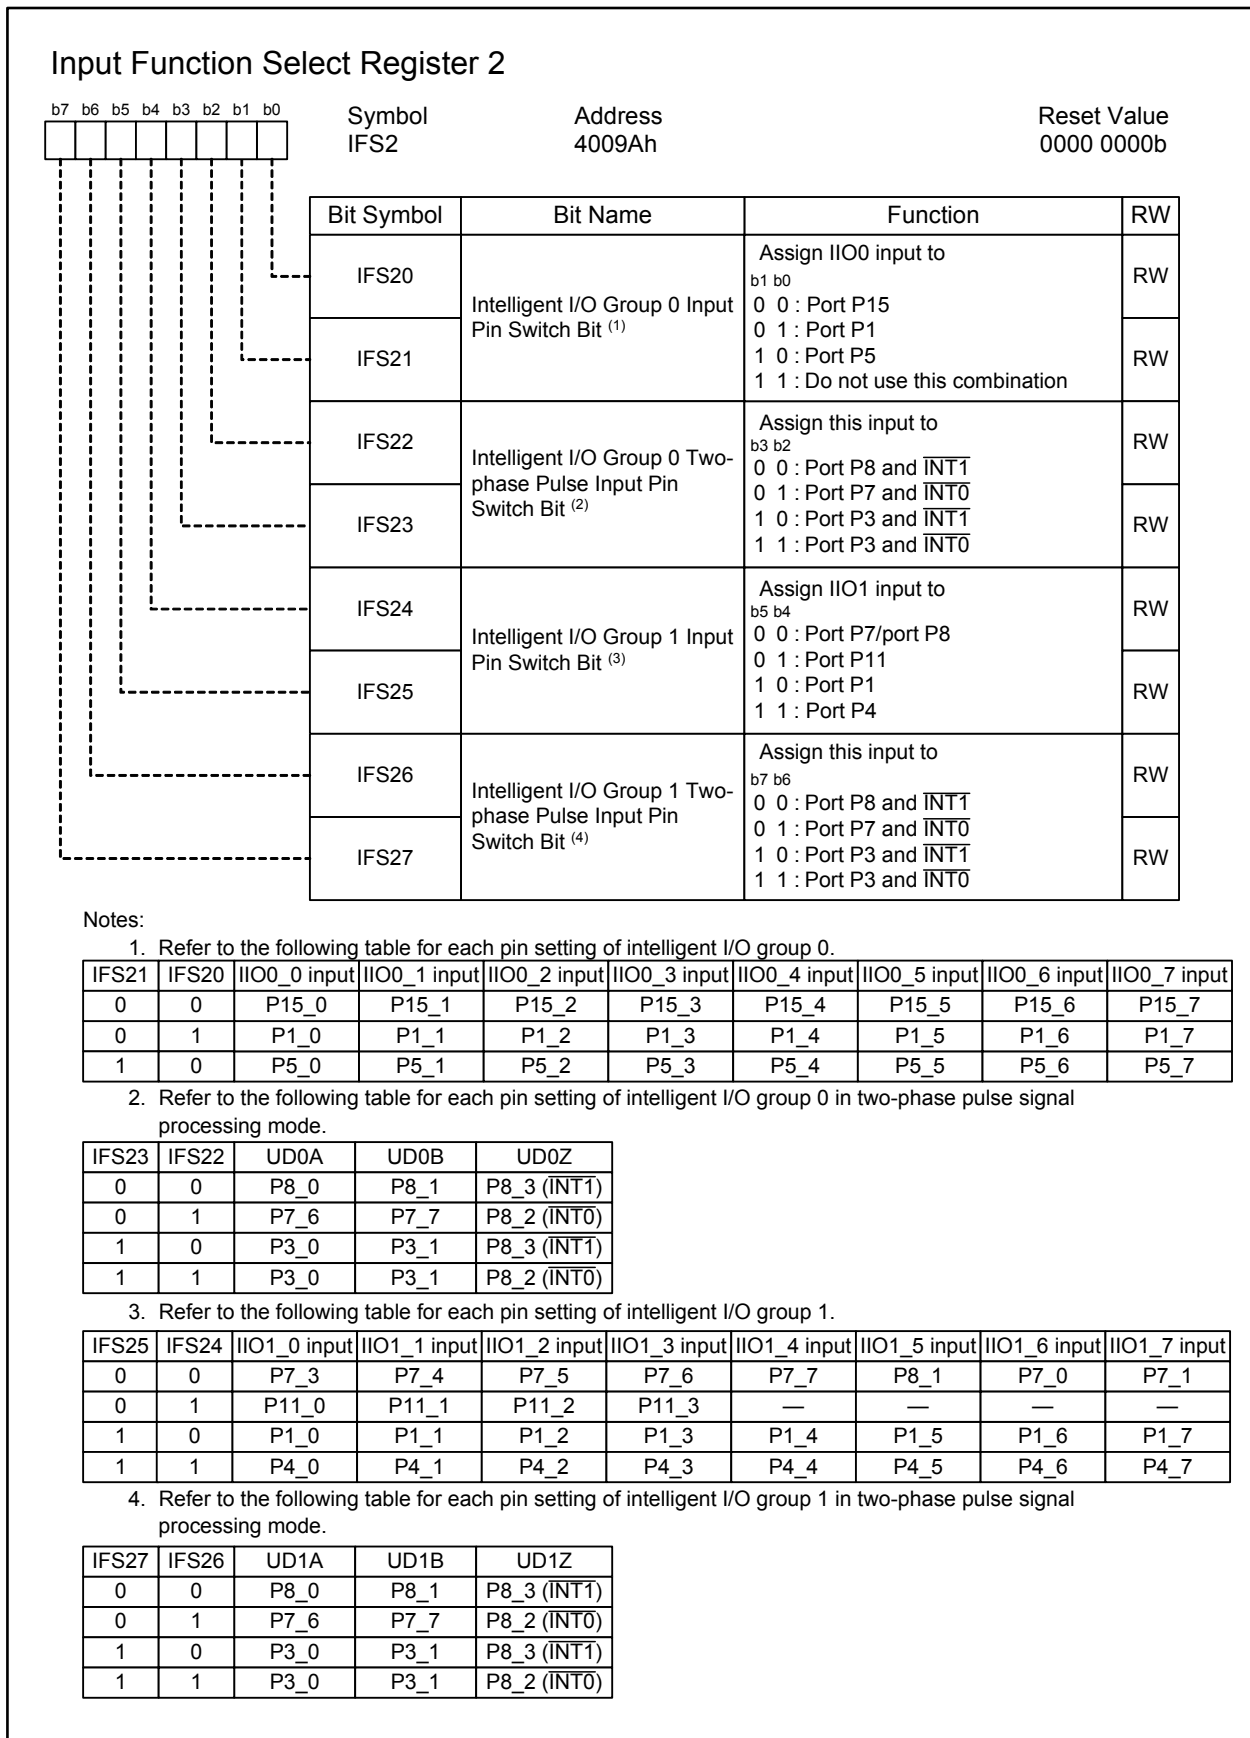 Input Function Select Register 2
b7 b6 b5 b4 b3 b2 b1 b0
Symbol Address Reset Value
IFS2 4009Ah 0000 0000b
Bit Symbol Bit Name Function RW
IFS20
IFS21
Intelligent I/O Group 0 Input
Pin Switch Bit (1)
Assign IIO0 input to
b1 b0
0 0 : Port P15
0 1 : Port P1
1 0 : Port P5
1 1 : Do not use this combination
RW
RW
IFS22
IFS23
Intelligent I/O Group 0 Two-
phase Pulse Input Pin
Switch Bit (2)
Assign this input to
b3 b2
0 0 : Port P8 and INT1
0 1 : Port P7 and INT0
1 0 : Port P3 and INT1
1 1 : Port P3 and INT0
RW
RW
IFS24
IFS25
Intelligent I/O Group 1 Input
Pin Switch Bit (3)
Assign IIO1 input to
b5 b4
0 0 : Port P7/port P8
0 1 : Port P11
1 0 : Port P1
1 1 : Port P4
RW
RW
IFS26
IFS27
Intelligent I/O Group 1 Two-
phase Pulse Input Pin
Switch Bit (4)
Assign this input to
b7 b6
0 0 : Port P8 and INT1
0 1 : Port P7 and INT0
1 0 : Port P3 and INT1
1 1 : Port P3 and INT0
RW
RW
Notes:
1. Refer to the following table for each pin setting of intelligent I/O group 0.
IFS21 IFS20 IIO0_0 input IIO0_1 input IIO0_2 input IIO0_3 input IIO0_4 input IIO0_5 input IIO0_6 input IIO0_7 input
0 0 P15_0 P15_1 P15_2 P15_3 P15_4 P15_5 P15_6 P15_7
0 1 P1_0 P1_1 P1_2 P1_3 P1_4 P1_5 P1_6 P1_7
1 0 P5_0 P5_1 P5_2 P5_3 P5_4 P5_5 P5_6 P5_7
2. Refer to the following table for each pin setting of intelligent I/O group 0 in two-phase pulse signal
processing mode.
IFS23 IFS22 UD0A UD0B UD0Z
0 0 P8_0 P8_1 P8_3 (INT1)
0 1 P7_6 P7_7 P8_2 (INT0)
1 0 P3_0 P3_1 P8_3 (INT1)
1 1 P3_0 P3_1 P8_2 (INT0)
3. Refer to the following table for each pin setting of intelligent I/O group 1.
IFS25 IFS24 IIO1_0 input IIO1_1 input IIO1_2 input IIO1_3 input IIO1_4 input IIO1_5 input IIO1_6 input IIO1_7 input
0 0 P7_3 P7_4 P7_5 P7_6 P7_7 P8_1 P7_0 P7_1
0 1 P11_0 P11_1 P11_2 P11_3 — — — —
1 0 P1_0 P1_1 P1_2 P1_3 P1_4 P1_5 P1_6 P1_7
1 1 P4_0 P4_1 P4_2 P4_3 P4_4 P4_5 P4_6 P4_7
4. Refer to the following table for each pin setting of intelligent I/O group 1 in two-phase pulse signal
processing mode.
IFS27 IFS26 UD1A UD1B UD1Z
0 0 P8_0 P8_1 P8_3 (INT1)
0 1 P7_6 P7_7 P8_2 (INT0)
1 0 P3_0 P3_1 P8_3 (INT1)
1 1 P3_0 P3_1 P8_2 (INT0)